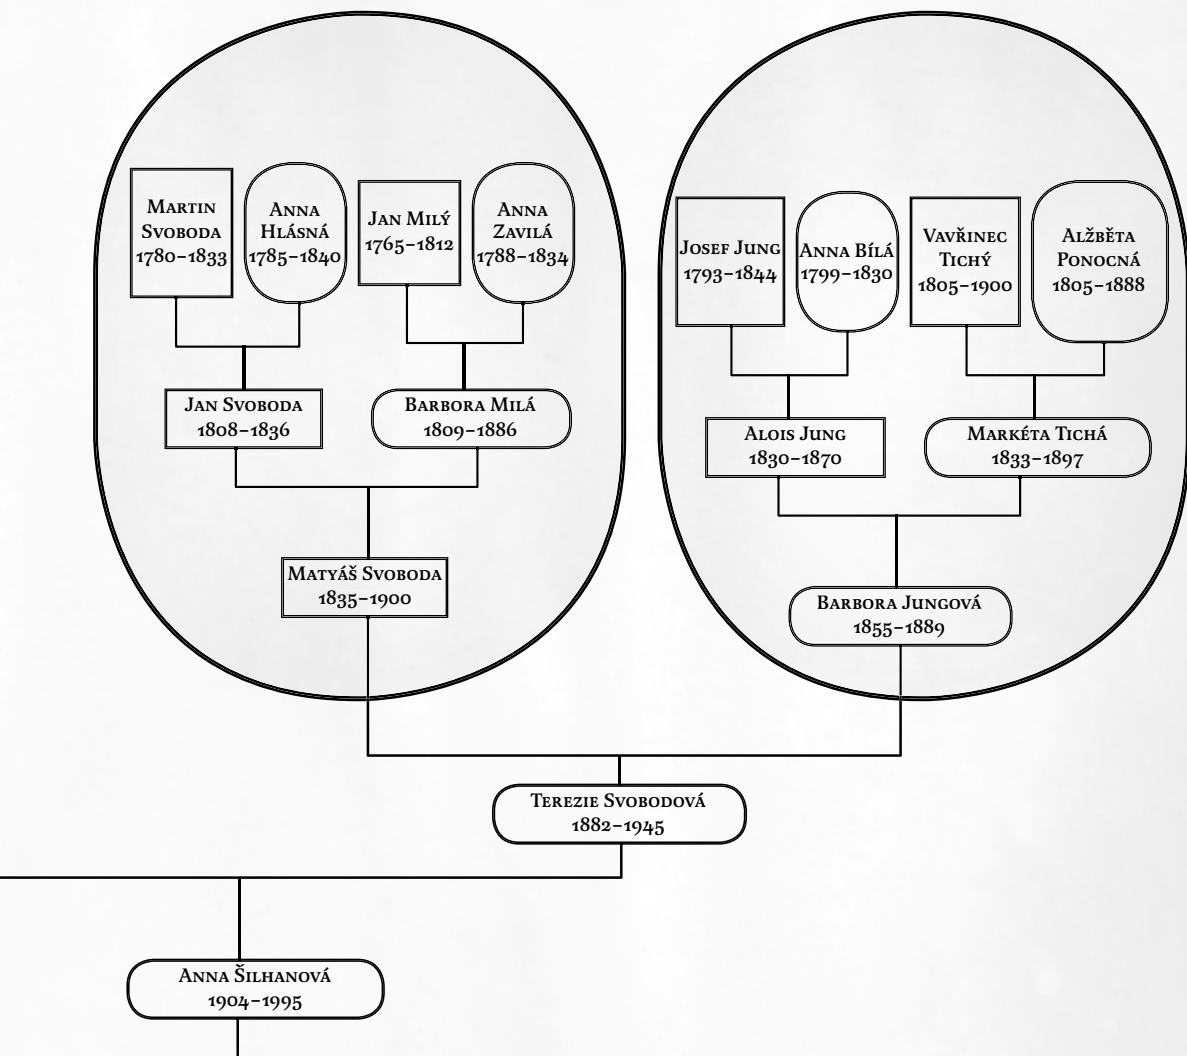 Martin
Svoboda
1780–1833
Anna
Hlásná
1785–1840
Jan Milý
1765–1812
Anna
Zavilá
1788–1834
Josef Jung
1793–1844
Anna Bílá
1799–1830
Vavřinec
Tichý
1805–1900
Alžběta
Ponocná
1805–1888
Jan Svoboda
1808–1836
Barbora Milá
1809–1886
Alois Jung
1830–1870
Markéta Tichá
1833–1897
Matyáš Svoboda
1835–1900
Barbora Jungová
1855–1889
Terezie Svobodová
1882–1945
Anna Šilhanová
1904–1995